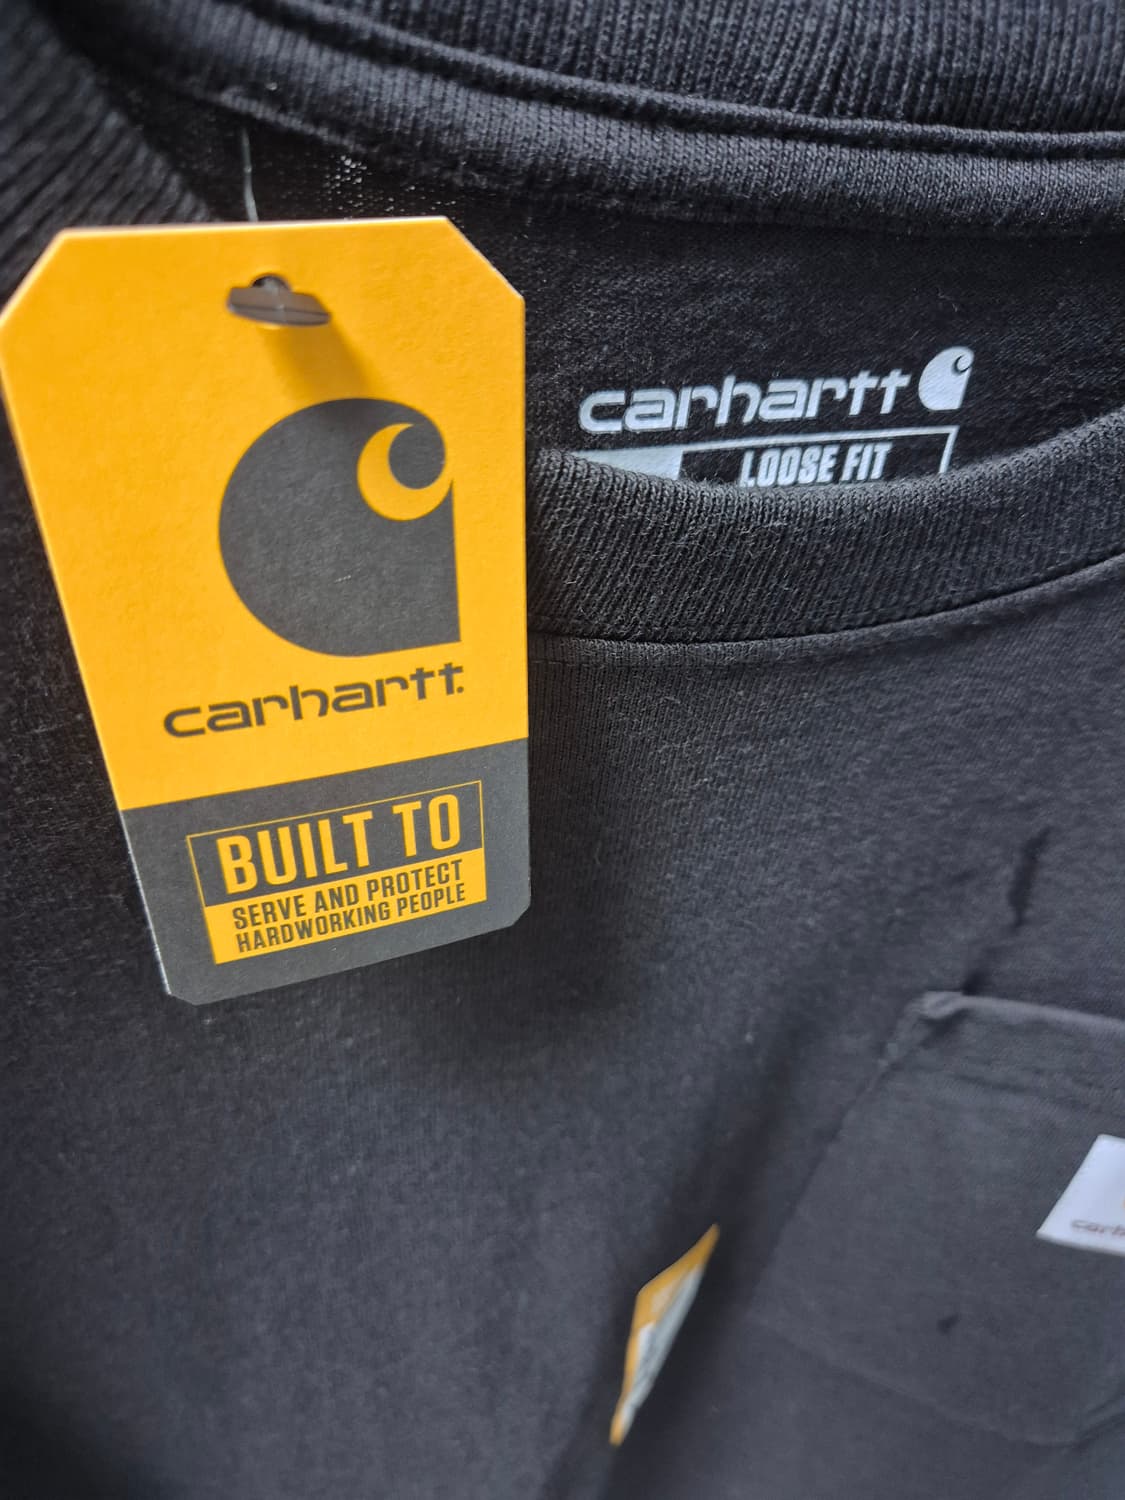 carhartt
LOOSE FIT
carhartt.
BUILT TO
SERVE AND PROTECT
HARDWORKING PEOPLE